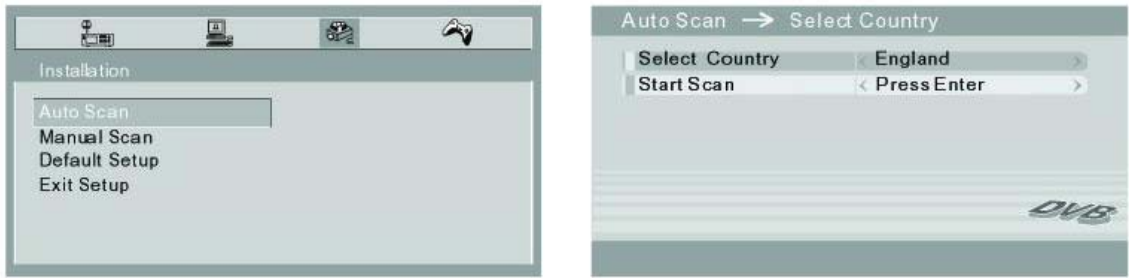 Installation
Auto Scan
Manual Scan
Default Setup
Exit Setup
Auto Scan → Select Country
Select Country < England >
Start Scan < Press Enter >
DVB